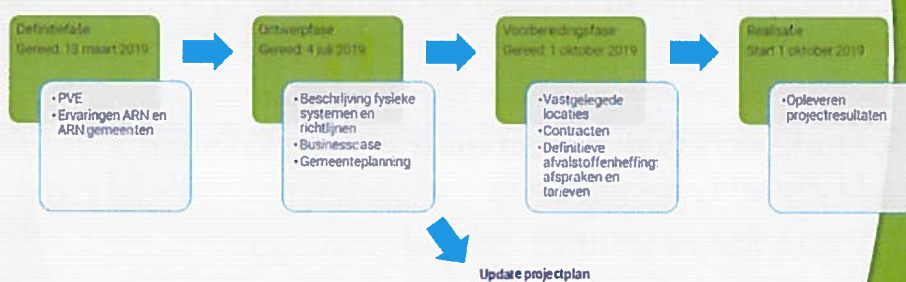 Definitiefase
Gereed: 13 maart 2019
• PVE
• Ervaringen ARN en
ARN gemeenten
Ontwerpfase
Gereed: 4 juli 2019
• Beschrijving fysieke
systemen en
richtlijnen
• Businesscase
• Gemeenteplanning
Voorbereidingsfase
Gereed: 1 oktober 2019
• Vastgelegede
locaties
• Contracten
• Definitieve
afvalstoffenheffing:
afspraken en
tarieven
Realisatie
Start 1 oktober 2019
• Opleveren
projectresultaten
Update projectplan